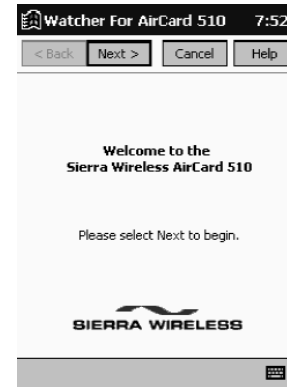 Watcher For AirCard 510 7:52
< Back Next > Cancel Help
Welcome to the
Sierra Wireless AirCard 510
Please select Next to begin.
SIERRA WIRELESS